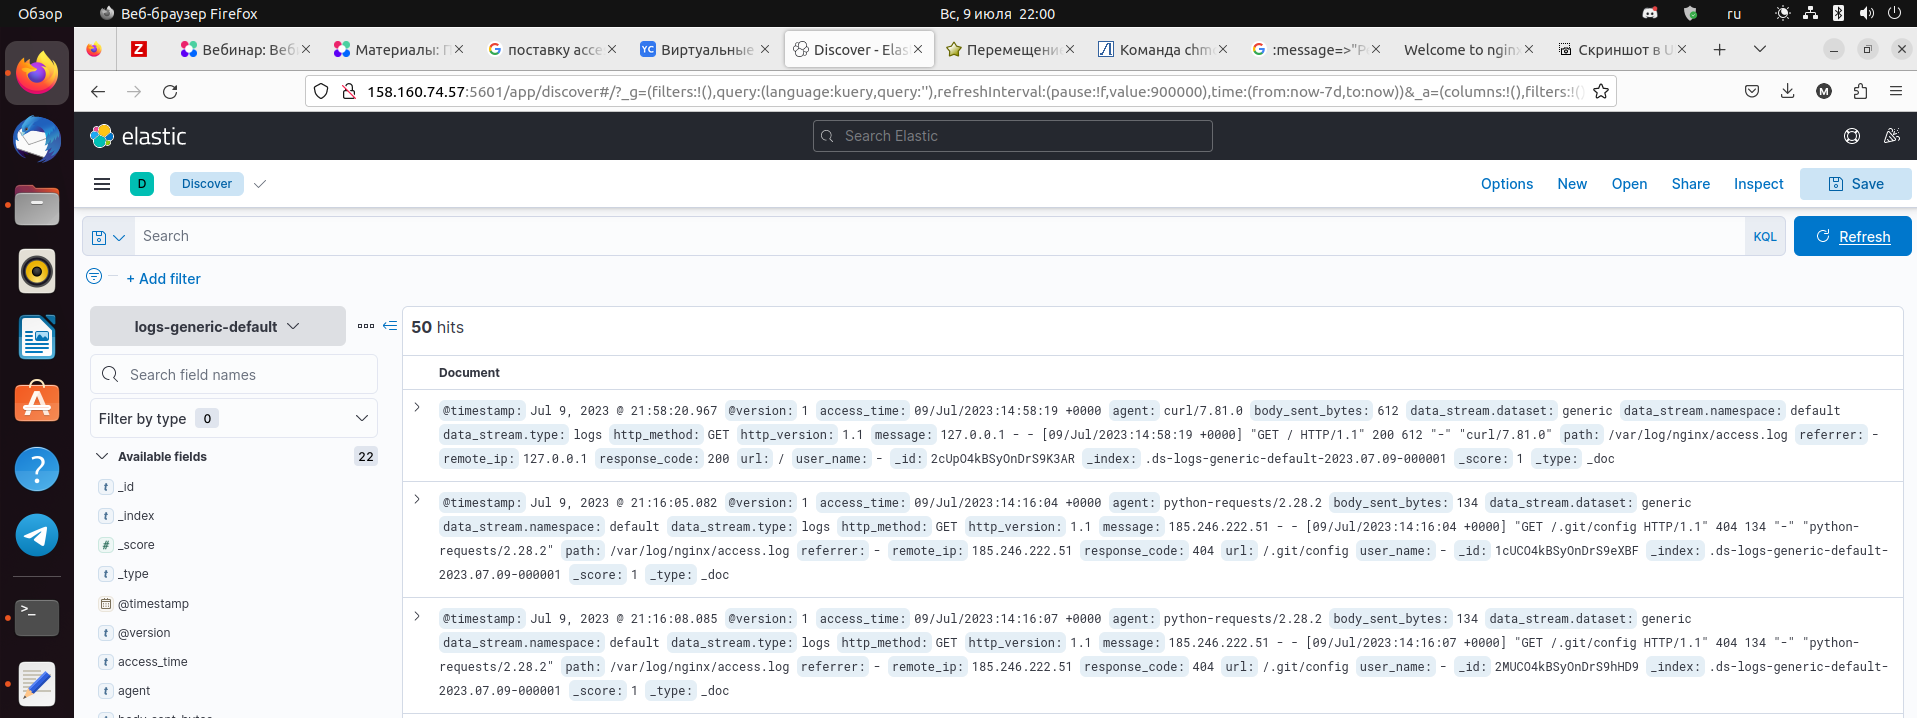 Обзор
Веб-браузер Firefox
Вс, 9 июля 22:00
ru
Z
Вебинар: Веб
Материалы: П
G поставку acce
YC Виртуальные
Discover - Elas
Перемещени
Команда chm
G :message=>"P
Welcome to ngin
Скриншот в U
158.160.74.57:5601/app/discover#/?_g=(filters:!(),query:(language:kuery,query:''),refreshInterval:(pause:!f,value:900000),time:(from:now-7d,to:now))&_a=(columns:!(),filters:!()
M
elastic
Search Elastic
D
Discover
Options
New
Open
Share
Inspect
Save
Search
KQL
Refresh
+ Add filter
logs-generic-default
Search field names
Filter by type 0
Available fields 22
t _id
t _index
# _score
t _type
@timestamp
t @version
t access_time
t agent
50 hits
Document
@timestamp: Jul 9, 2023 @ 21:58:20.967 @version: 1 access_time: 09/Jul/2023:14:58:19 +0000 agent: curl/7.81.0 body_sent_bytes: 612 data_stream.dataset: generic data_stream.namespace: default
data_stream.type: logs http_method: GET http_version: 1.1 message: 127.0.0.1 - - [09/Jul/2023:14:58:19 +0000] "GET / HTTP/1.1" 200 612 "-" "curl/7.81.0" path: /var/log/nginx/access.log referrer: -
remote_ip: 127.0.0.1 response_code: 200 url: / user_name: - _id: 2cUpO4kBSyOnDrS9K3AR _index: .ds-logs-generic-default-2023.07.09-000001 _score: 1 _type: _doc
@timestamp: Jul 9, 2023 @ 21:16:05.082 @version: 1 access_time: 09/Jul/2023:14:16:04 +0000 agent: python-requests/2.28.2 body_sent_bytes: 134 data_stream.dataset: generic
data_stream.namespace: default data_stream.type: logs http_method: GET http_version: 1.1 message: 185.246.222.51 - - [09/Jul/2023:14:16:04 +0000] "GET /.git/config HTTP/1.1" 404 134 "-" "python-
requests/2.28.2" path: /var/log/nginx/access.log referrer: - remote_ip: 185.246.222.51 response_code: 404 url: /.git/config user_name: - _id: 1cUCO4kBSyOnDrS9eXBF _index: .ds-logs-generic-default-
2023.07.09-000001 _score: 1 _type: _doc
@timestamp: Jul 9, 2023 @ 21:16:08.085 @version: 1 access_time: 09/Jul/2023:14:16:07 +0000 agent: python-requests/2.28.2 body_sent_bytes: 134 data_stream.dataset: generic
data_stream.namespace: default data_stream.type: logs http_method: GET http_version: 1.1 message: 185.246.222.51 - - [09/Jul/2023:14:16:07 +0000] "GET /.git/config HTTP/1.1" 404 134 "-" "python-
requests/2.28.2" path: /var/log/nginx/access.log referrer: - remote_ip: 185.246.222.51 response_code: 404 url: /.git/config user_name: - _id: 2MUCO4kBSyOnDrS9hHD9 _index: .ds-logs-generic-default-
2023.07.09-000001 _score: 1 _type: _doc